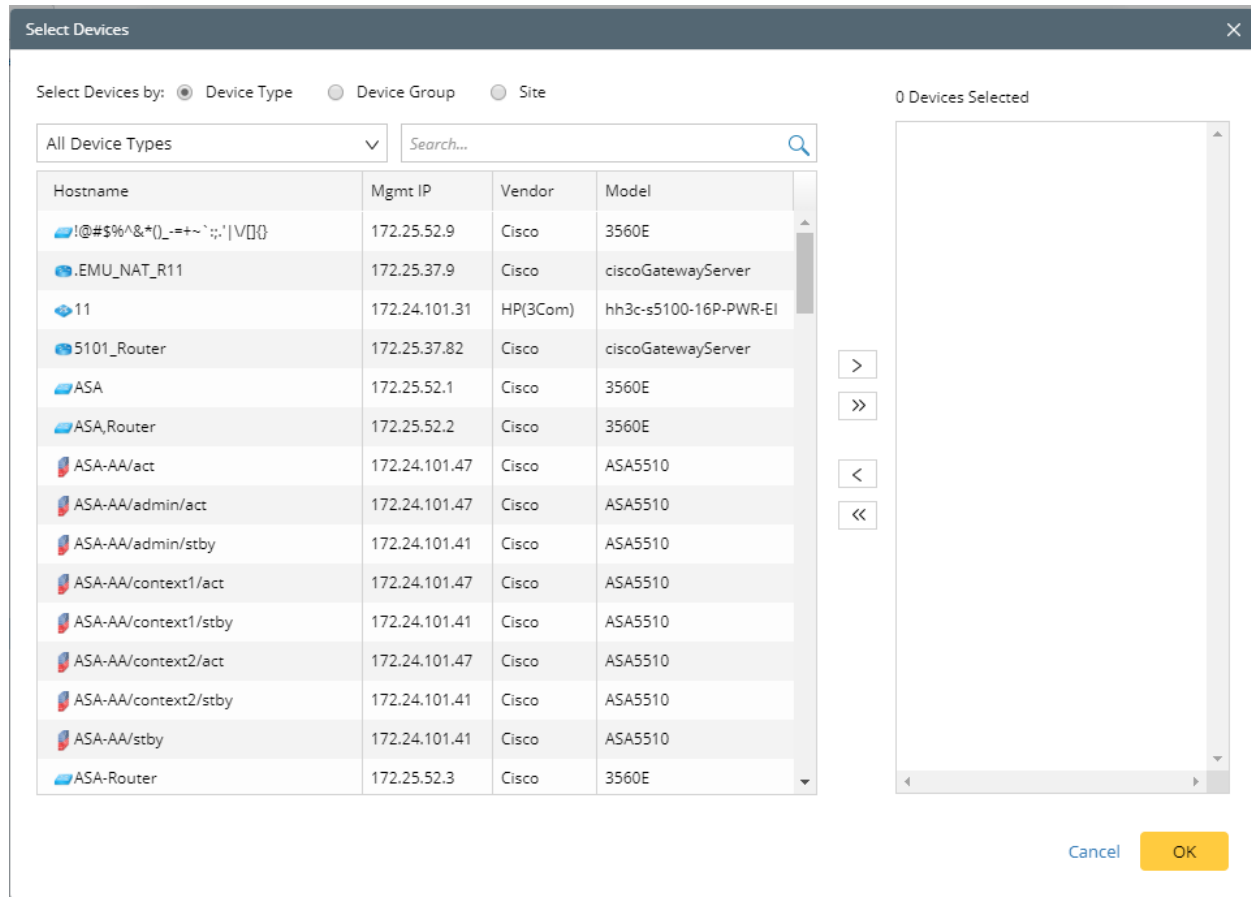 Select Devices
Select Devices by: Device Type Device Group Site
0 Devices Selected
All Device Types Search...
Hostname Mgmt IP Vendor Model
!@#$%^&*()_-=+~`:;.'|\/[]{} 172.25.52.9 Cisco 3560E
.EMU_NAT_R11 172.25.37.9 Cisco ciscoGatewayServer
11 172.24.101.31 HP(3Com) hh3c-s5100-16P-PWR-EI
5101_Router 172.25.37.82 Cisco ciscoGatewayServer
ASA 172.25.52.1 Cisco 3560E
ASA,Router 172.25.52.2 Cisco 3560E
ASA-AA/act 172.24.101.47 Cisco ASA5510
ASA-AA/admin/act 172.24.101.47 Cisco ASA5510
ASA-AA/admin/stby 172.24.101.41 Cisco ASA5510
ASA-AA/context1/act 172.24.101.47 Cisco ASA5510
ASA-AA/context1/stby 172.24.101.41 Cisco ASA5510
ASA-AA/context2/act 172.24.101.47 Cisco ASA5510
ASA-AA/context2/stby 172.24.101.41 Cisco ASA5510
ASA-AA/stby 172.24.101.41 Cisco ASA5510
ASA-Router 172.25.52.3 Cisco 3560E
Cancel OK